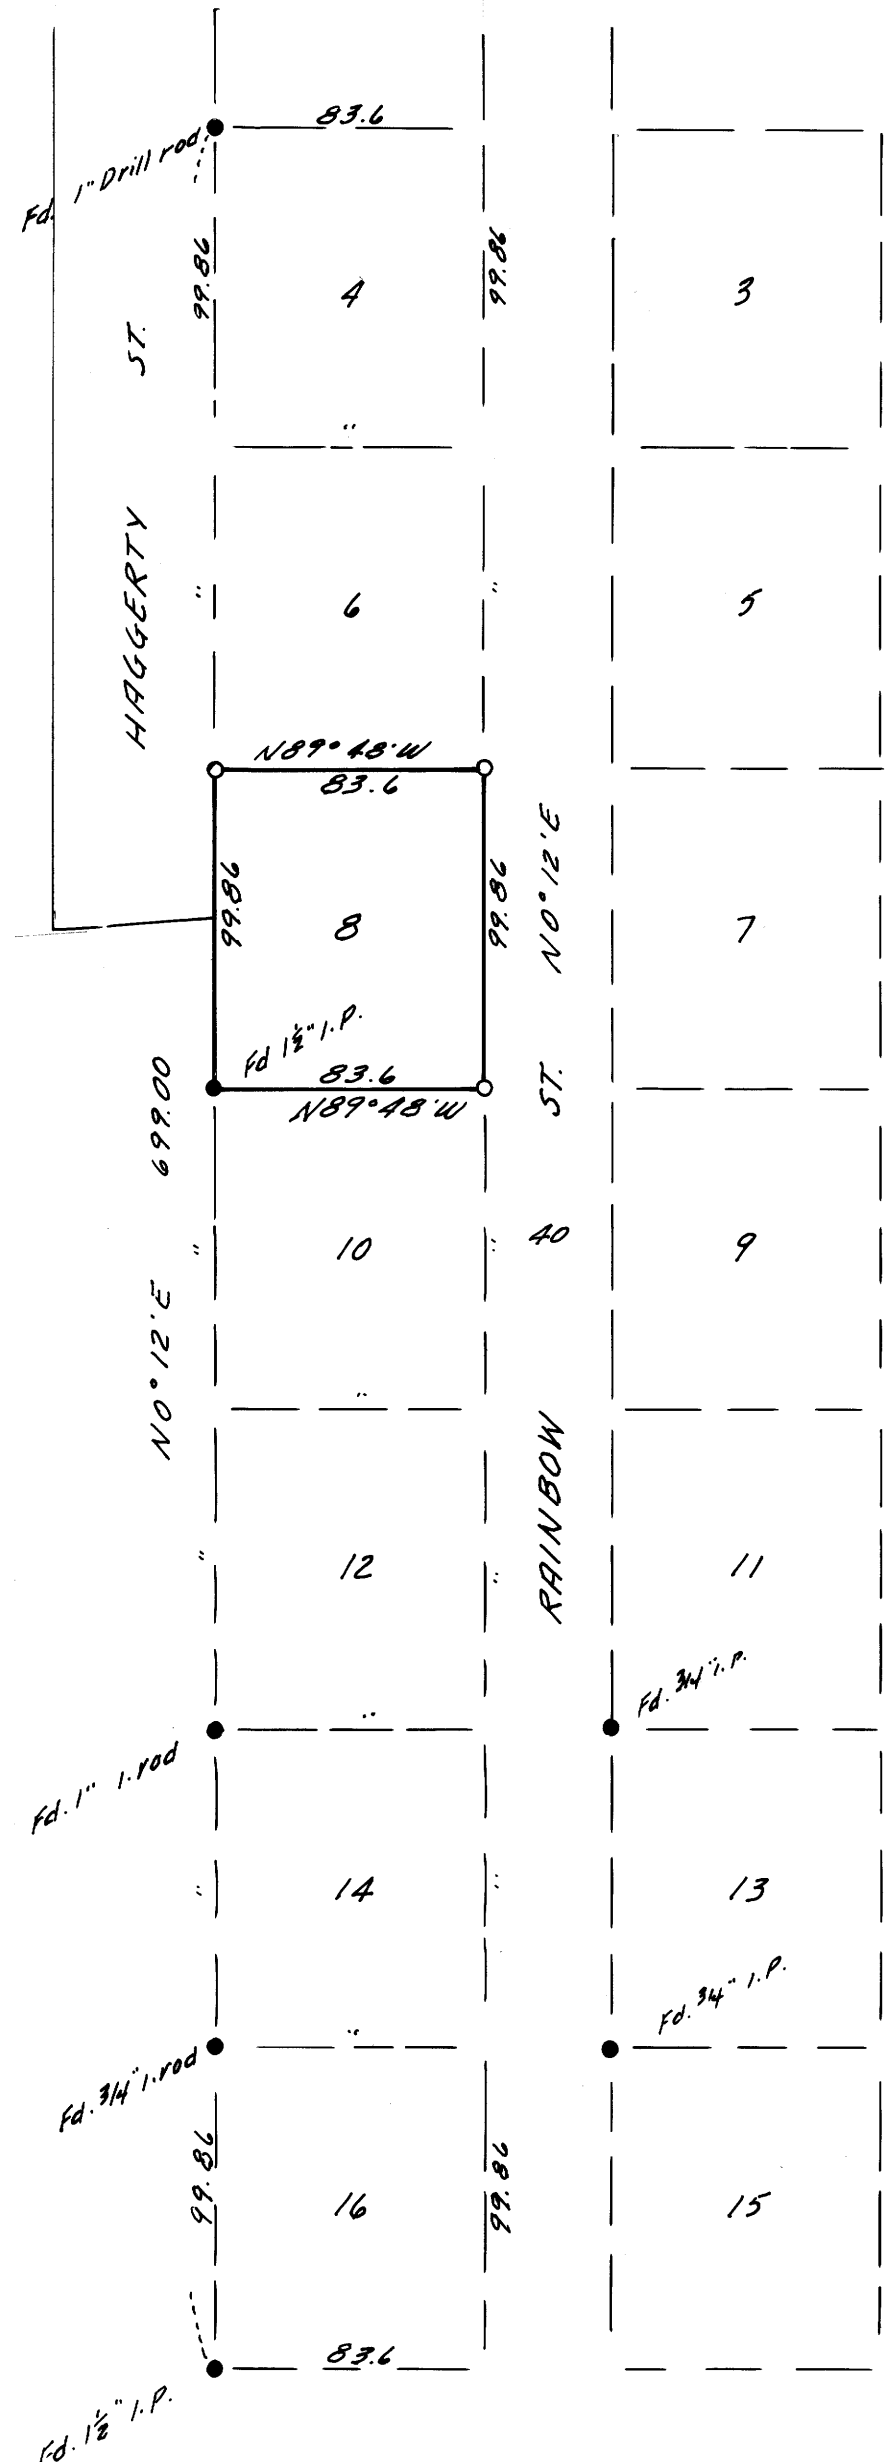 83.6
Fd. 1" Drill rod
99.86
99.86
4
3
HAGGERTY ST.
"
"
6
"
5
N89°48'W
83.6
99.86
8
99.86
N0°12'E
7
Fd 1½" I.P.
83.6
N89°48'W
N0°12'E 699.00
"
10
"
40
9
RAINBOW ST.
"
"
12
"
11
Fd. 3/4" I.P.
"
Fd. 1" I.rod
"
14
"
13
Fd. 3/4" I.P.
"
Fd. 3/4" I.rod
99.86
16
99.86
15
83.6
Fd. 1½" I.P.